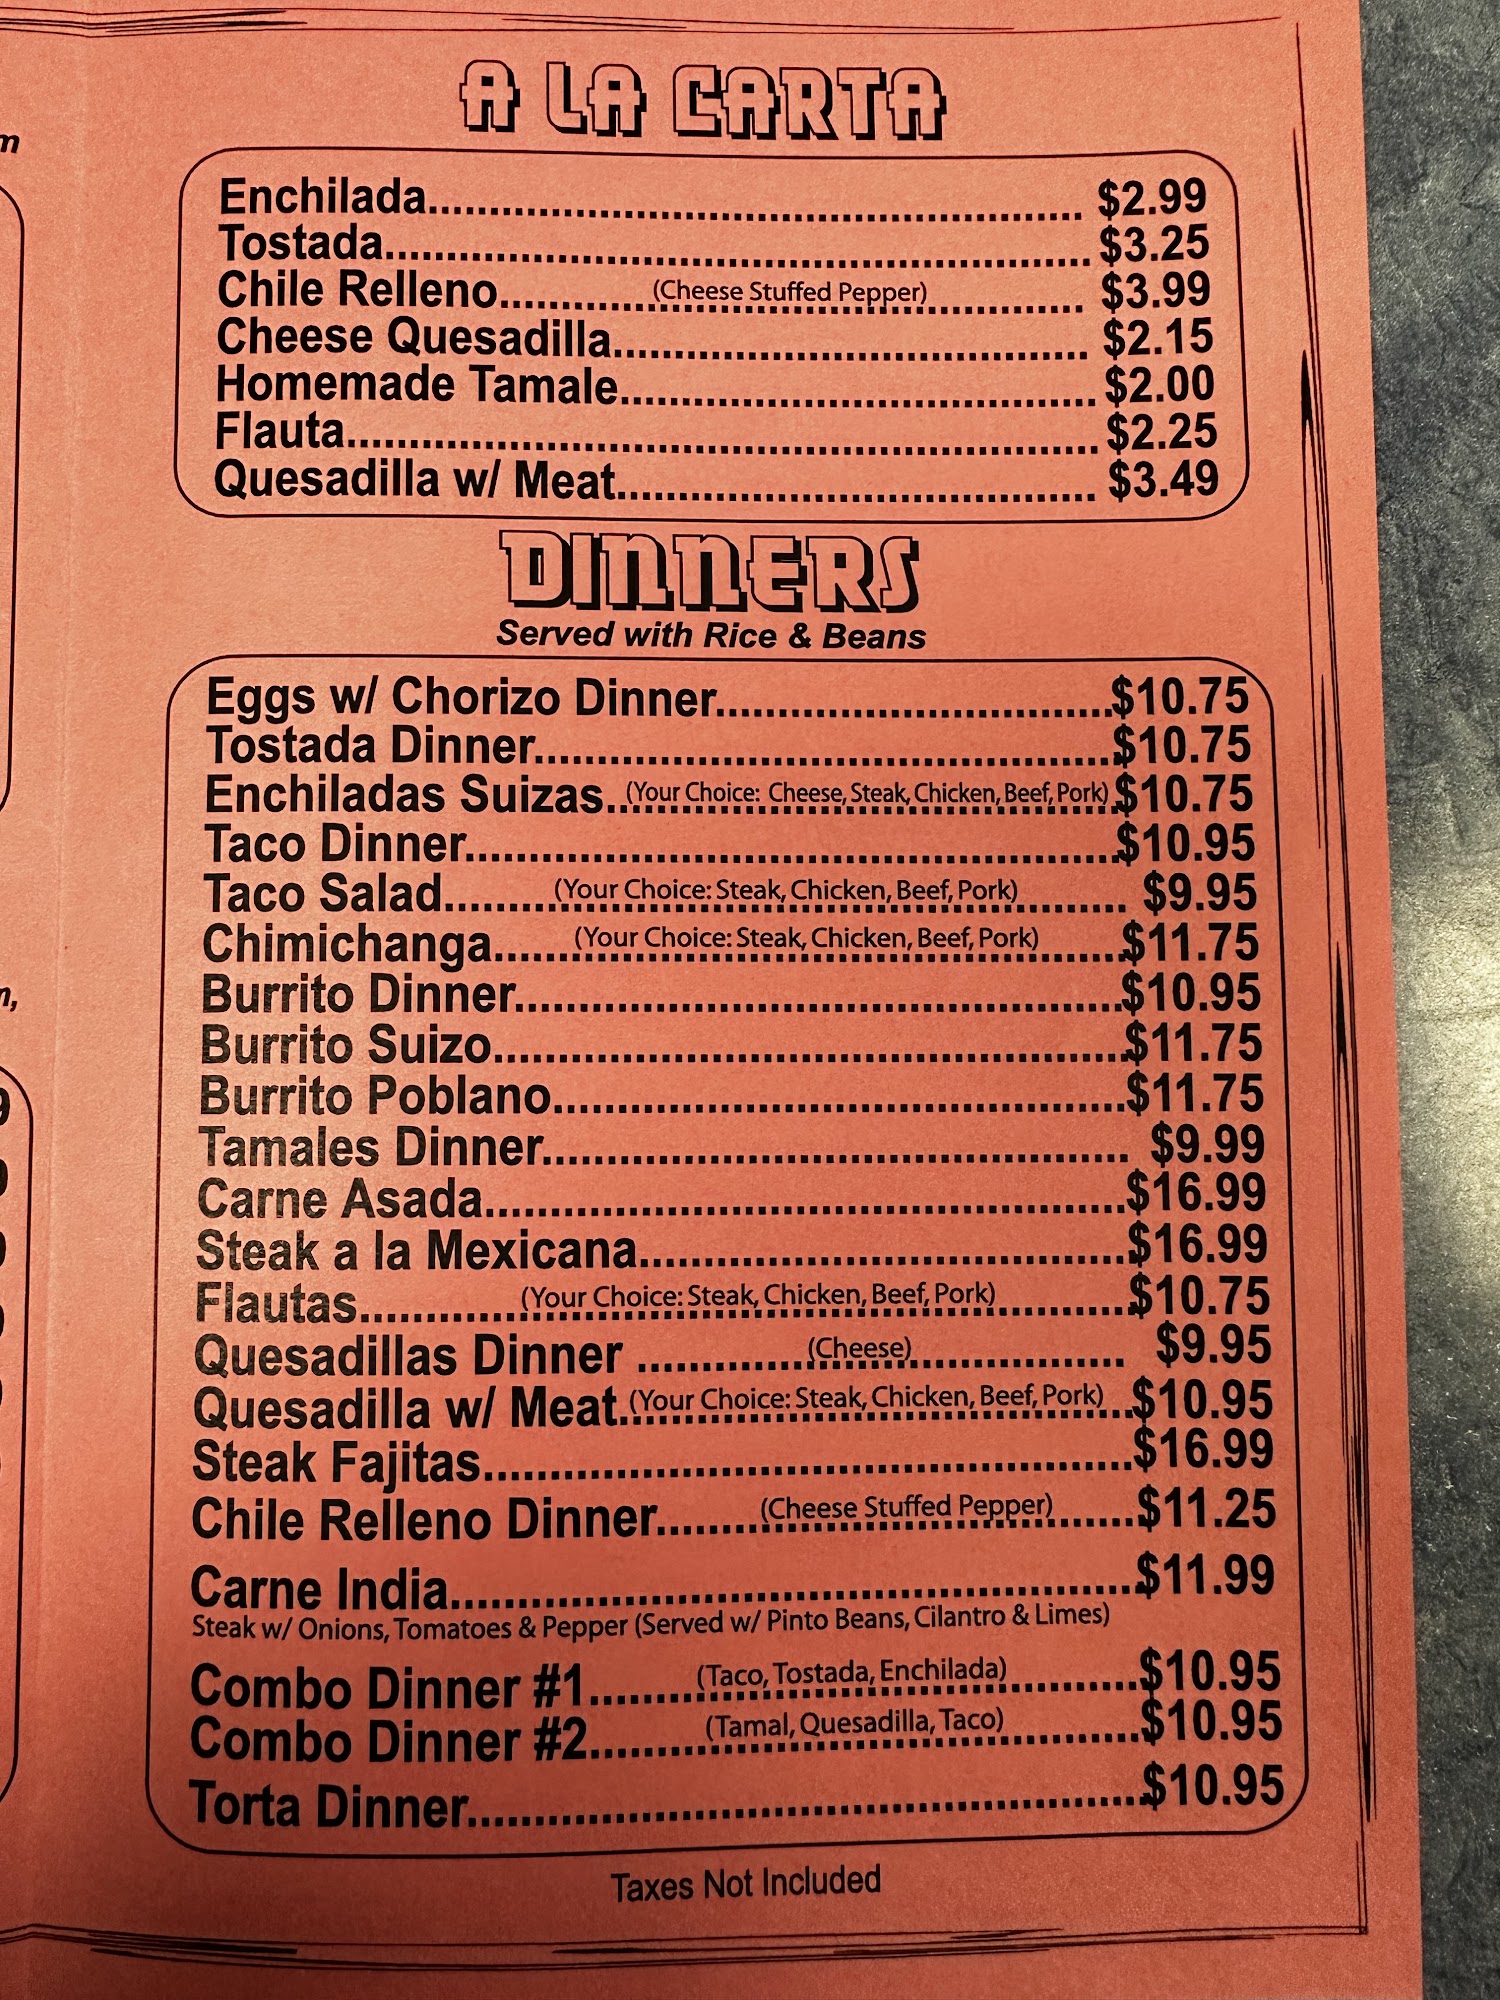 A LA CARTA
Enchilada........ $2.99
Tostada........ $3.25
Chile Relleno........(Cheese Stuffed Pepper)........ $3.99
Cheese Quesadilla........ $2.15
Homemade Tamale........ $2.00
Flauta........ $2.25
Quesadilla w/ Meat........ $3.49
DINNERS
Served with Rice & Beans
Eggs w/ Chorizo Dinner........$10.75
Tostada Dinner........$10.75
Enchiladas Suizas..(Your Choice: Cheese, Steak, Chicken, Beef, Pork)$10.75
Taco Dinner........$10.95
Taco Salad........(Your Choice: Steak, Chicken, Beef, Pork)........ $9.95
Chimichanga........(Your Choice: Steak, Chicken, Beef, Pork)........$11.75
Burrito Dinner........$10.95
Burrito Suizo........$11.75
Burrito Poblano........$11.75
Tamales Dinner........ $9.99
Carne Asada........$16.99
Steak a la Mexicana........$16.99
Flautas........(Your Choice: Steak, Chicken, Beef, Pork)........$10.75
Quesadillas Dinner ........(Cheese)........ $9.95
Quesadilla w/ Meat.(Your Choice: Steak, Chicken, Beef, Pork)..$10.95
Steak Fajitas........$16.99
Chile Relleno Dinner........(Cheese Stuffed Pepper)........$11.25
Carne India........$11.99
Steak w/ Onions, Tomatoes & Pepper (Served w/ Pinto Beans, Cilantro & Limes)
Combo Dinner #1........(Taco, Tostada, Enchilada)........$10.95
Combo Dinner #2........(Tamal, Quesadilla, Taco)........$10.95
Torta Dinner........$10.95
Taxes Not Included